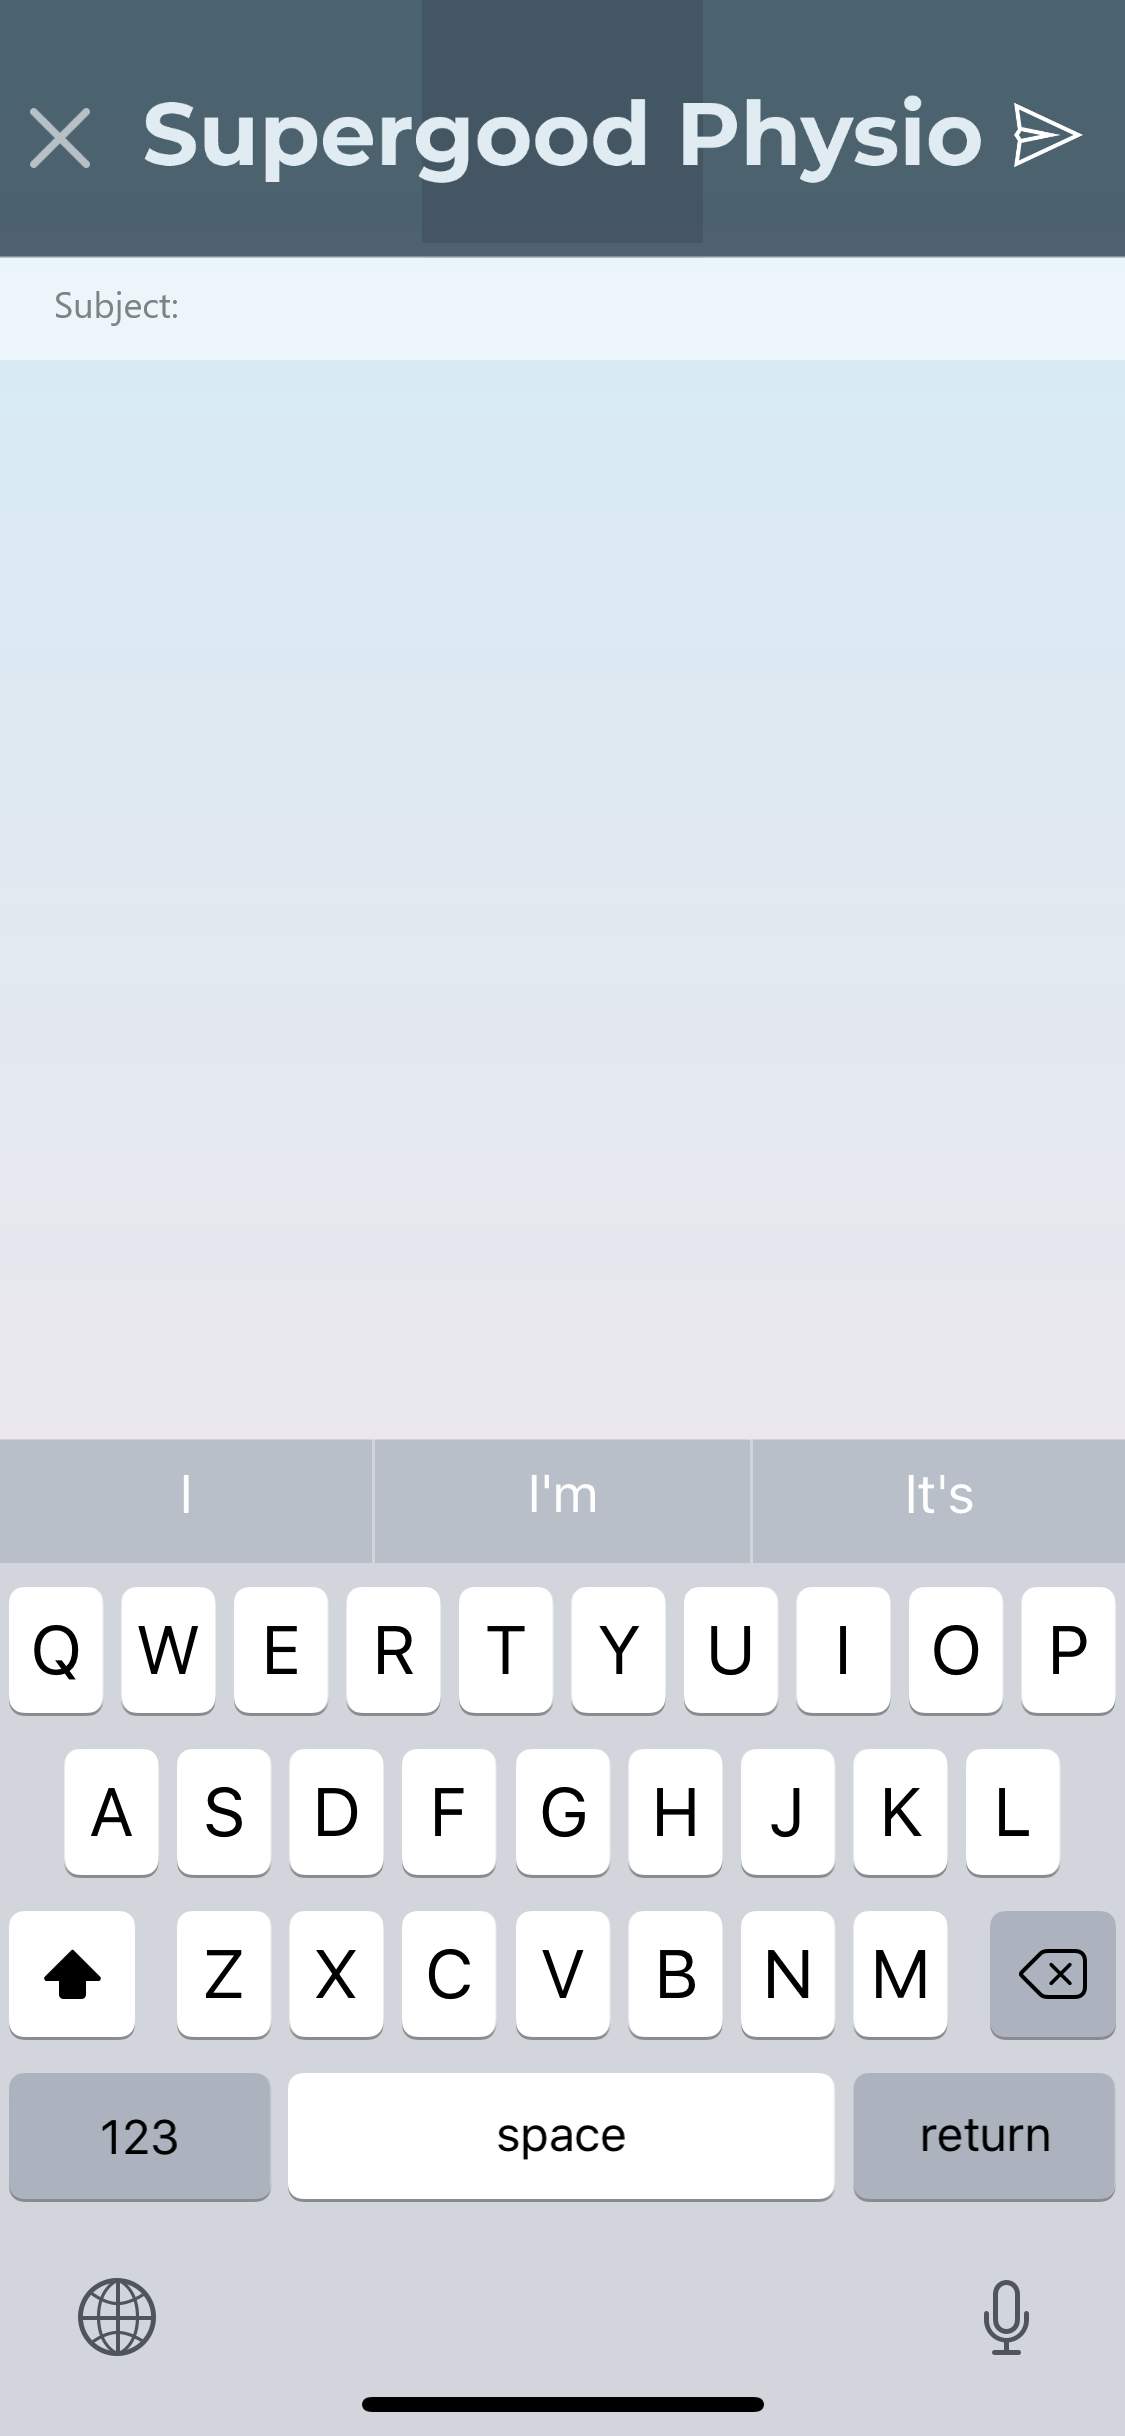 Supergood Physio
Subject:
I I'm It's
Q W E R T Y U I O P
A S D F G H J K L
Z X C V B N M
123 space return